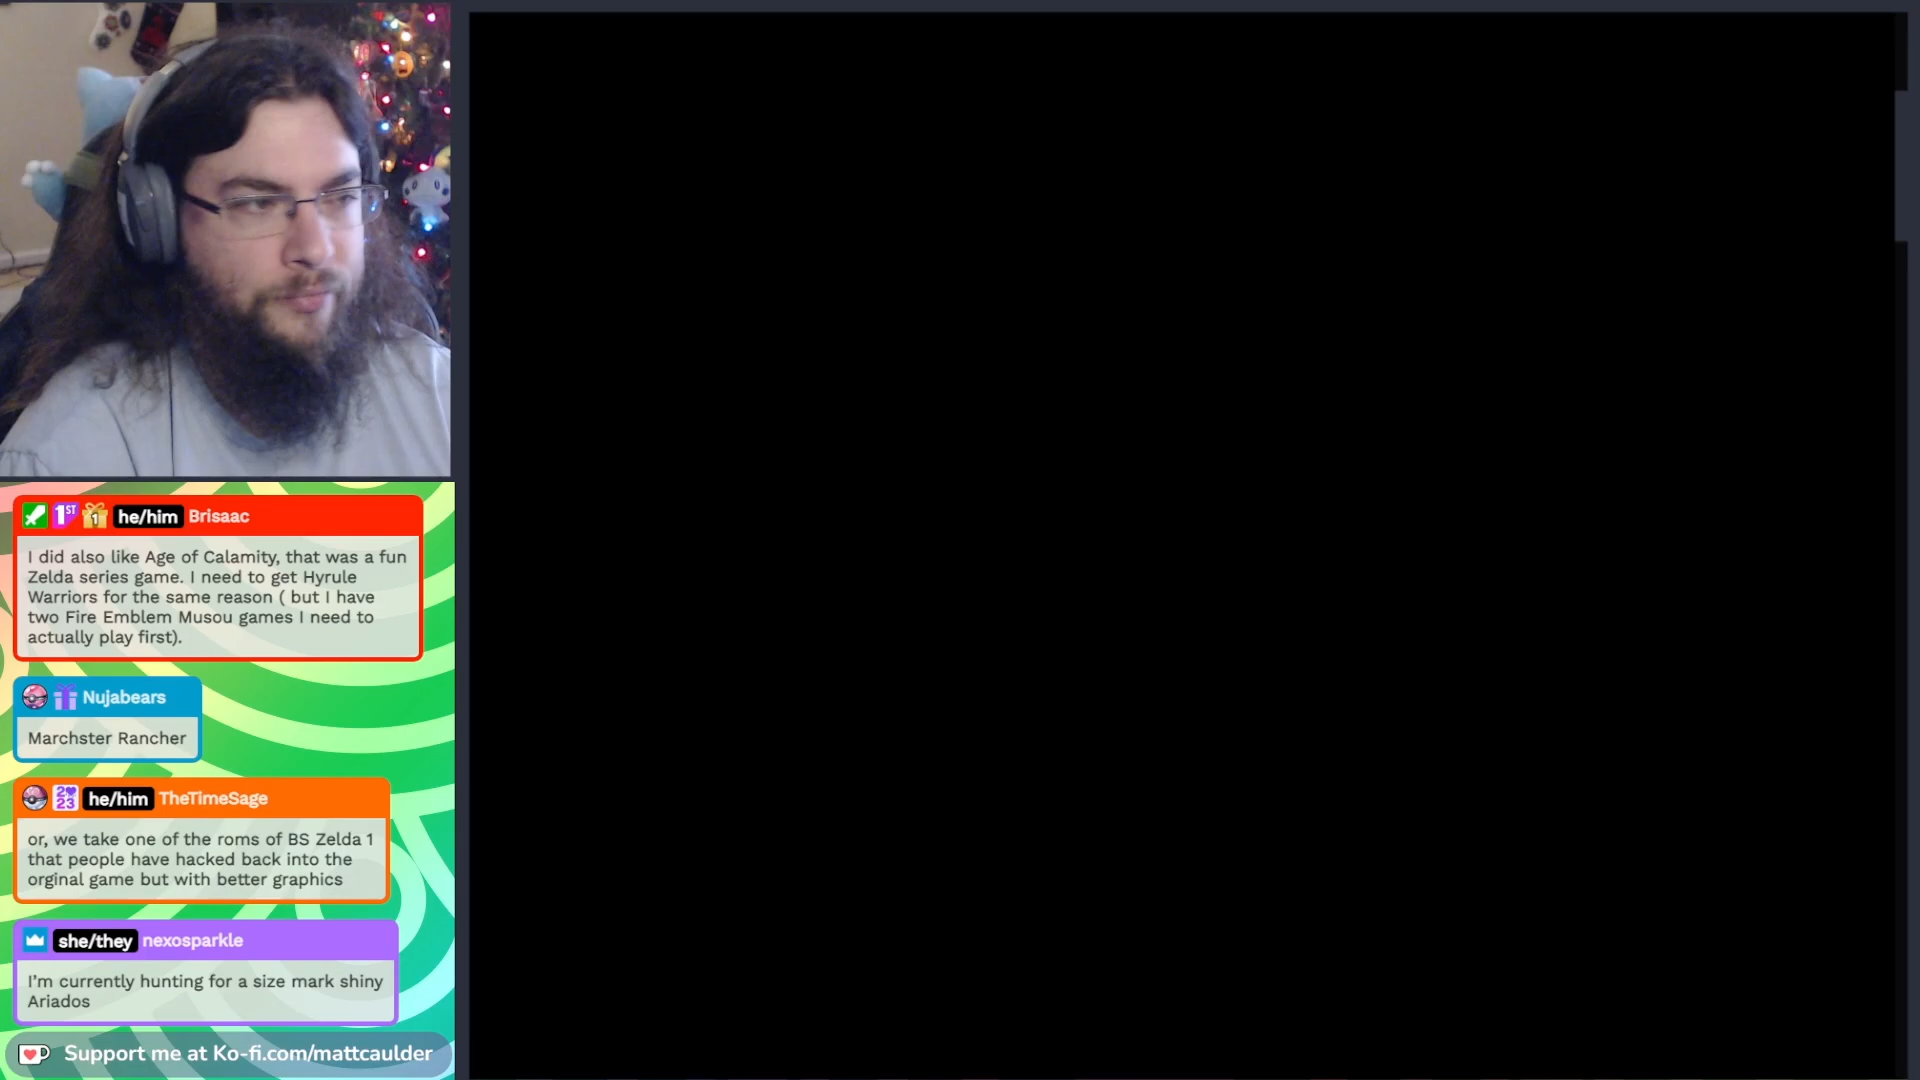 1ST 1 he/him Brisaac
I did also like Age of Calamity, that was a fun
Zelda series game. I need to get Hyrule
Warriors for the same reason ( but I have
two Fire Emblem Musou games I need to
actually play first).
Nujabears
Marchster Rancher
2023 he/him TheTimeSage
or, we take one of the roms of BS Zelda 1
that people have hacked back into the
orginal game but with better graphics
she/they nexosparkle
I'm currently hunting for a size mark shiny
Ariados
Support me at Ko-fi.com/mattcaulder